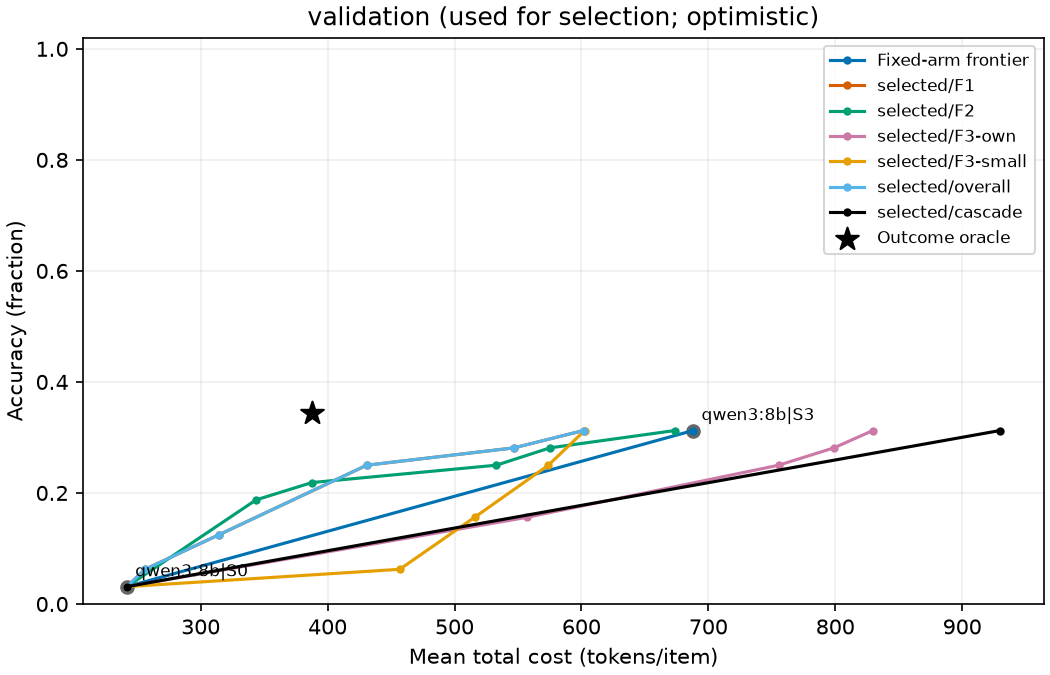 validation (used for selection; optimistic)
Accuracy (fraction)
1.0
0.8
0.6
0.4
0.2
0.0
Fixed-arm frontier
selected/F1
selected/F2
selected/F3-own
selected/F3-small
selected/overall
selected/cascade
Outcome oracle
qwen3:8b|S3
qwen3:8b|S0
300 400 500 600 700 800 900
Mean total cost (tokens/item)